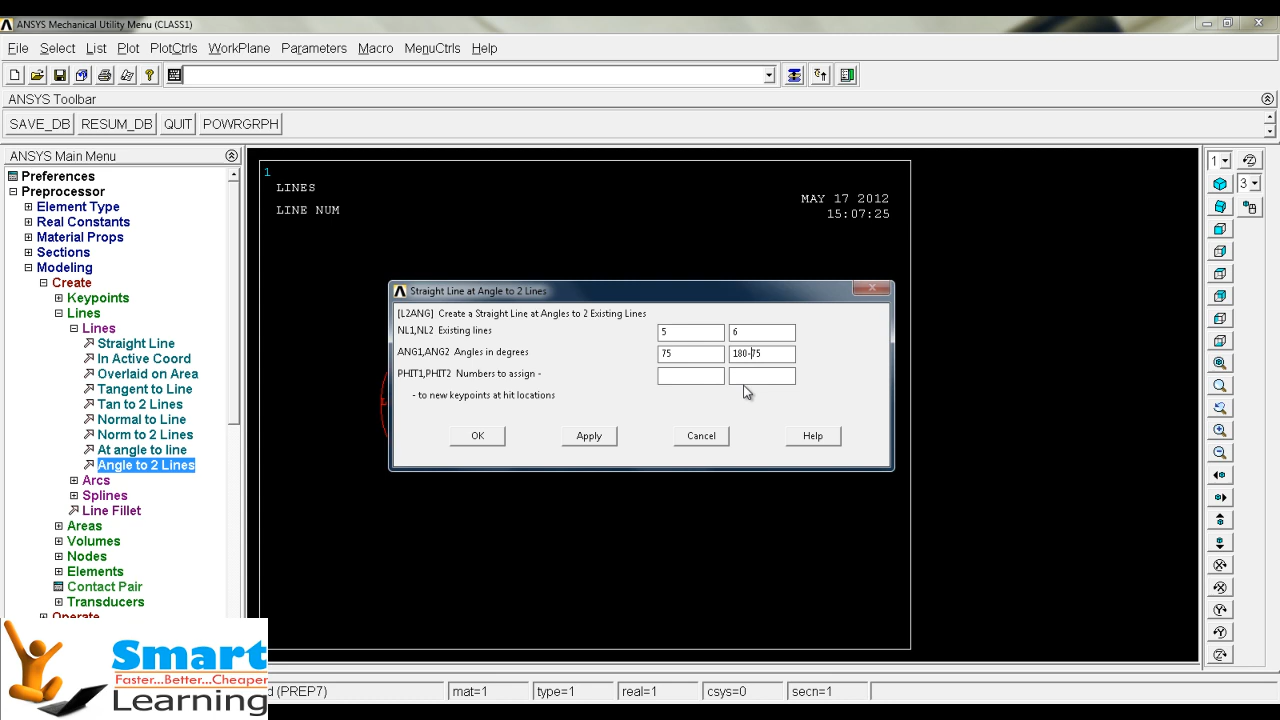 ANSYS Mechanical Utility Menu (CLASS1)
File Select List Plot PlotCtrls WorkPlane Parameters Macro MenuCtrls Help
ANSYS Toolbar
SAVE_DB RESUM_DB QUIT POWRGRPH
ANSYS Main Menu
Preferences
Preprocessor
Element Type
Real Constants
Material Props
Sections
Modeling
Create
Keypoints
Lines
Lines
Straight Line
In Active Coord
Overlaid on Area
Tangent to Line
Tan to 2 Lines
Normal to Line
Norm to 2 Lines
At angle to line
Angle to 2 Lines
Arcs
Splines
Line Fillet
Areas
Volumes
Nodes
Elements
Contact Pair
Transducers
Operate
1
LINES
LINE NUM
MAY 17 2012
15:07:25
Straight Line at Angle to 2 Lines
[L2ANG] Create a Straight Line at Angles to 2 Existing Lines
NL1,NL2 Existing lines 5 6
ANG1,ANG2 Angles in degrees 75 180-75
PHIT1,PHIT2 Numbers to assign -
- to new keypoints at hit locations
OK Apply Cancel Help
1
3
Smart
Faster...Better...Cheaper
Learning
(PREP7) mat=1 type=1 real=1 csys=0 secn=1